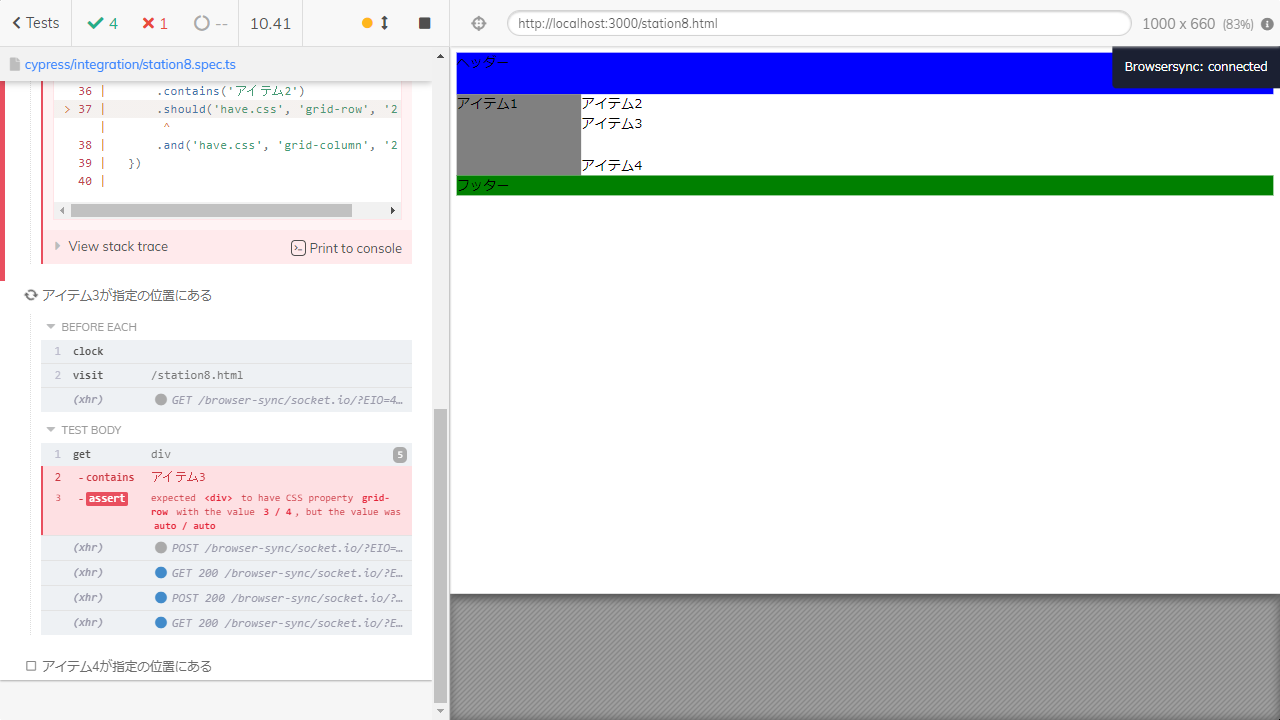 Tests
4
1
--
10.41
http://localhost:3000/station8.html
1000 x 660 (83%)
cypress/integration/station8.spec.ts
36 | .contains('アイテム2')
> 37 | .should('have.css', 'grid-row', '2
| ^
38 | .and('have.css', 'grid-column', '2
39 | })
40 |
View stack trace
Print to console
アイテム3が指定の位置にある
BEFORE EACH
1 clock
2 visit /station8.html
(xhr) GET /browser-sync/socket.io/?EIO=4…
TEST BODY
1 get div 5
2 -contains アイテム3
3 -assert expected <div> to have CSS property grid-
row with the value 3 / 4, but the value was
auto / auto
(xhr) POST /browser-sync/socket.io/?EIO=…
(xhr) GET 200 /browser-sync/socket.io/?E…
(xhr) POST 200 /browser-sync/socket.io/?…
(xhr) GET 200 /browser-sync/socket.io/?E…
アイテム4が指定の位置にある
ヘッダー
Browsersync: connected
アイテム1
アイテム2
アイテム3
アイテム4
フッター